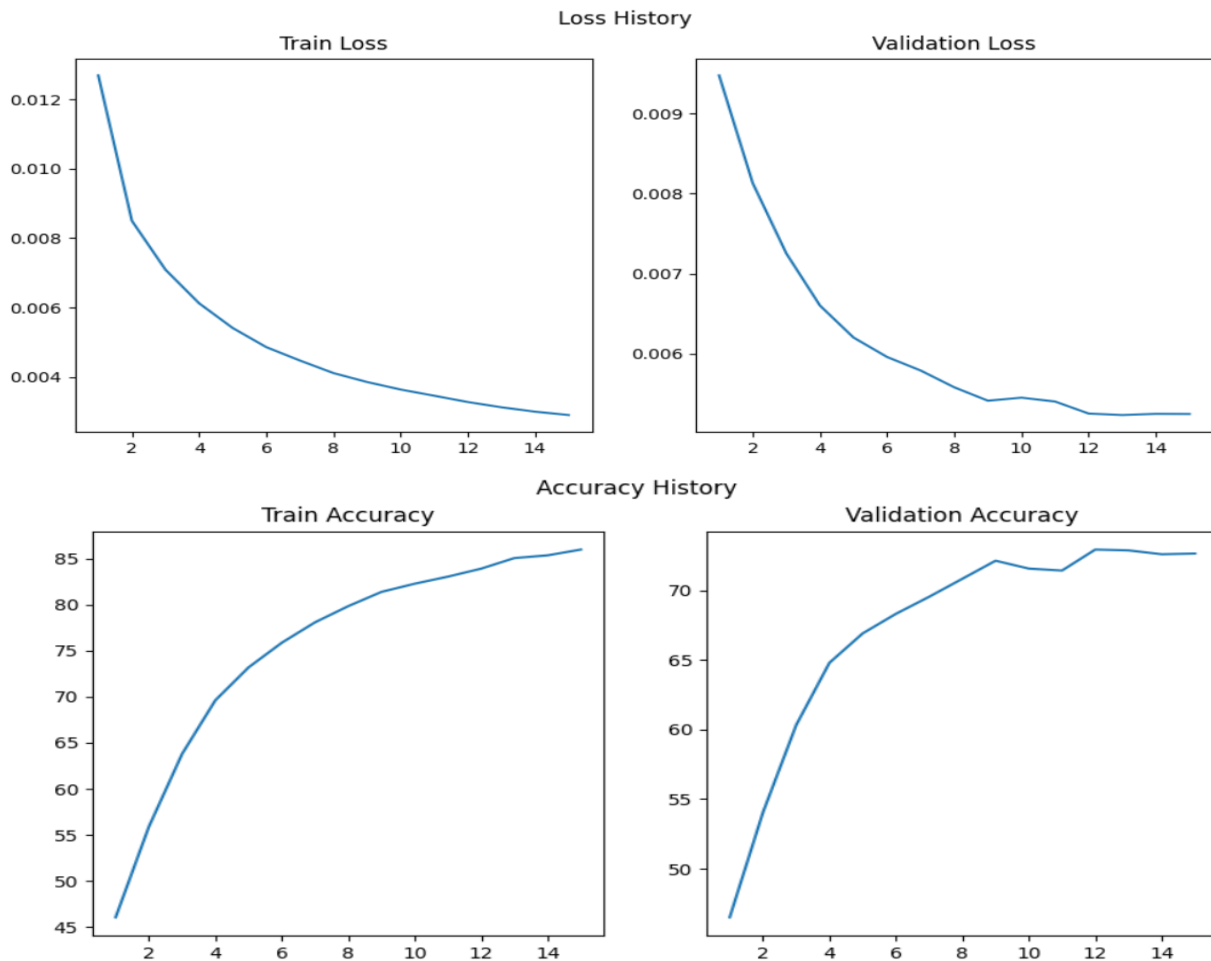 Loss History
Train Loss
Validation Loss
0.012
0.010
0.008
0.006
0.004
2 4 6 8 10 12 14
0.009
0.008
0.007
0.006
2 4 6 8 10 12 14
Accuracy History
Train Accuracy
Validation Accuracy
85
80
75
70
65
60
55
50
45
2 4 6 8 10 12 14
70
65
60
55
50
2 4 6 8 10 12 14